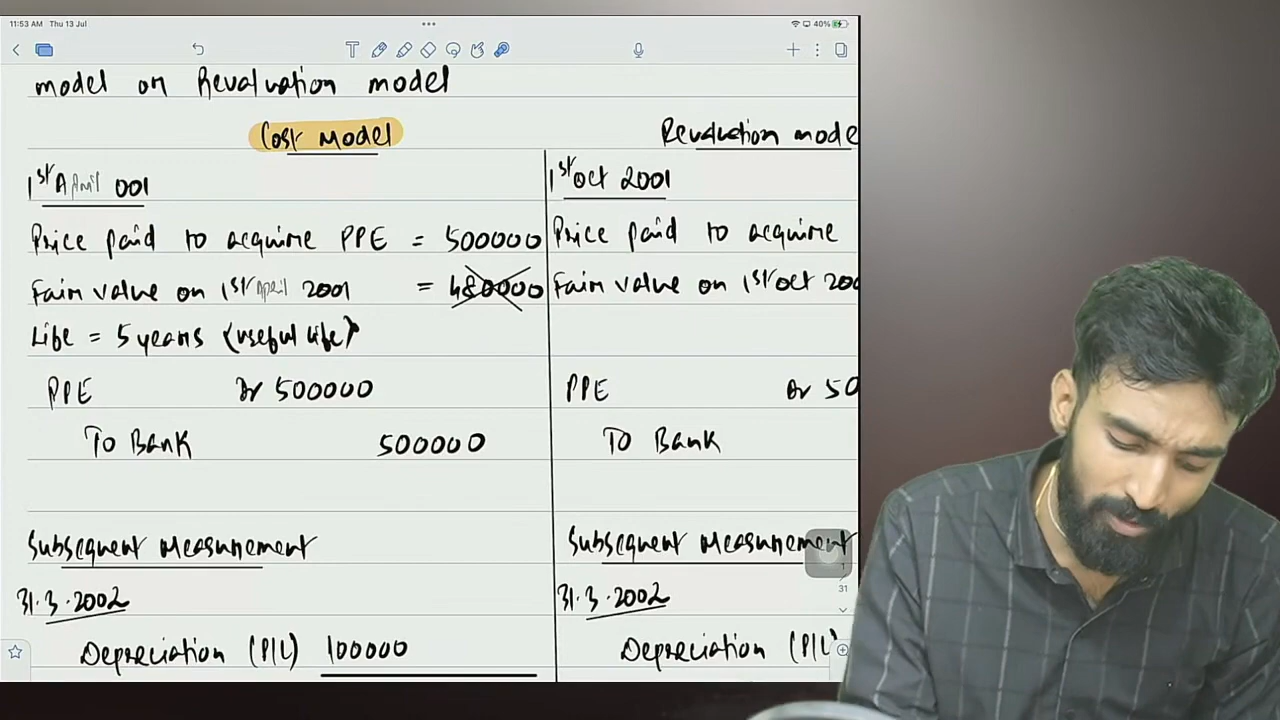 11:53 AM Thu 13 Jul
40%
model or Revaluation model
Cost Model
Revaluation mode
1st April 001
1st Oct 2001
Price paid to acquire PPE = 500000
Price paid to acquire
Fair value on 1st April 2001 = 480000
Fair value on 1st Oct 200
Life = 5 years (useful life)
PPE Dr 500000
PPE Dr 50
To Bank 500000
To Bank
Subsequent Measurement
Subsequent Measurement
31.3.2002
31.3.2002
Depreciation (P/L) 100000
Depreciation (P/L)
1
31